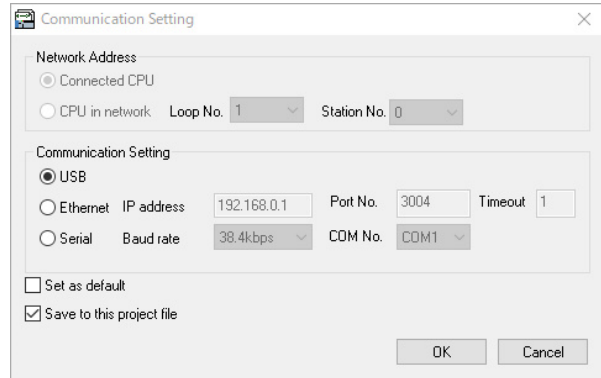 Communication Setting
Network Address
Connected CPU
CPU in network Loop No. 1 Station No. 0
Communication Setting
USB
Ethernet IP address 192.168.0.1 Port No. 3004 Timeout 1
Serial Baud rate 38.4kbps COM No. COM1
Set as default
Save to this project file
OK Cancel